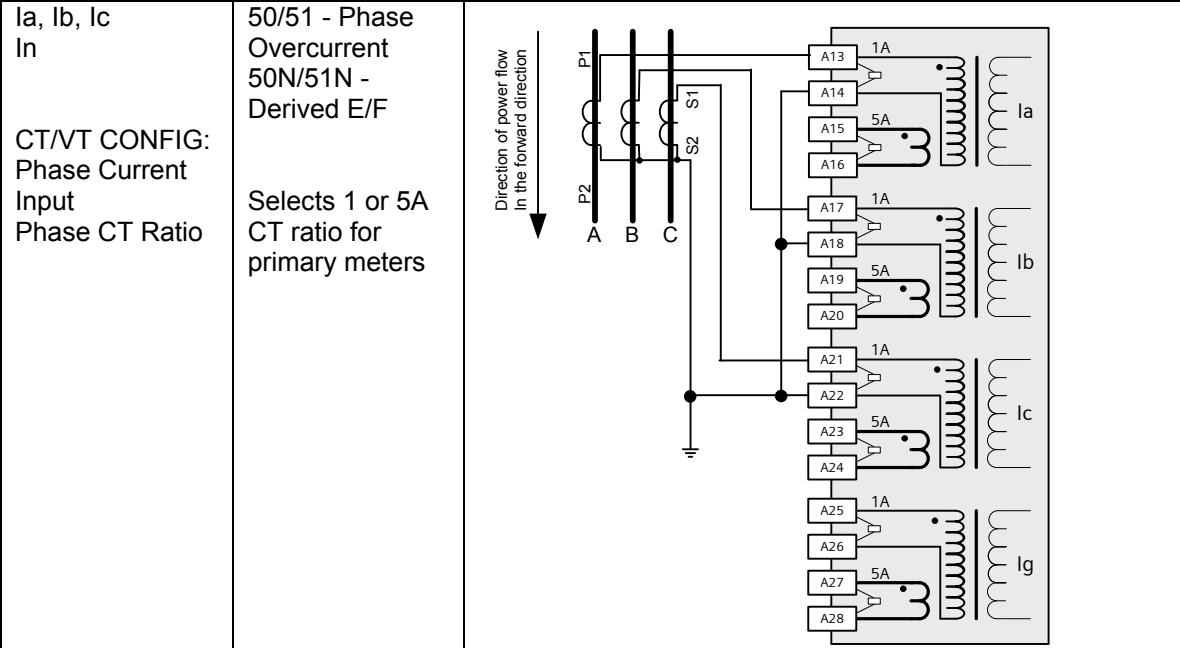 Ia, Ib, Ic
In
CT/VT CONFIG:
Phase Current
Input
Phase CT Ratio
50/51 - Phase
Overcurrent
50N/51N -
Derived E/F
Selects 1 or 5A
CT ratio for
primary meters
Direction of power flow
In the forward direction
P1
S1
S2
P2
A
B
C
A13
1A
A14
A15
5A
A16
Ia
A17
1A
A18
A19
5A
A20
Ib
A21
1A
A22
A23
5A
A24
Ic
A25
1A
A26
A27
5A
A28
Ig